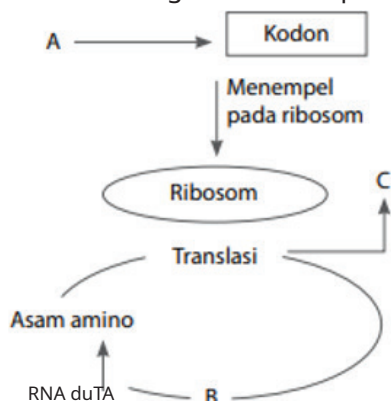 A
Kodon
Menempel
pada ribosom
Ribosom
C
Translasi
Asam amino
RNA duTA
B